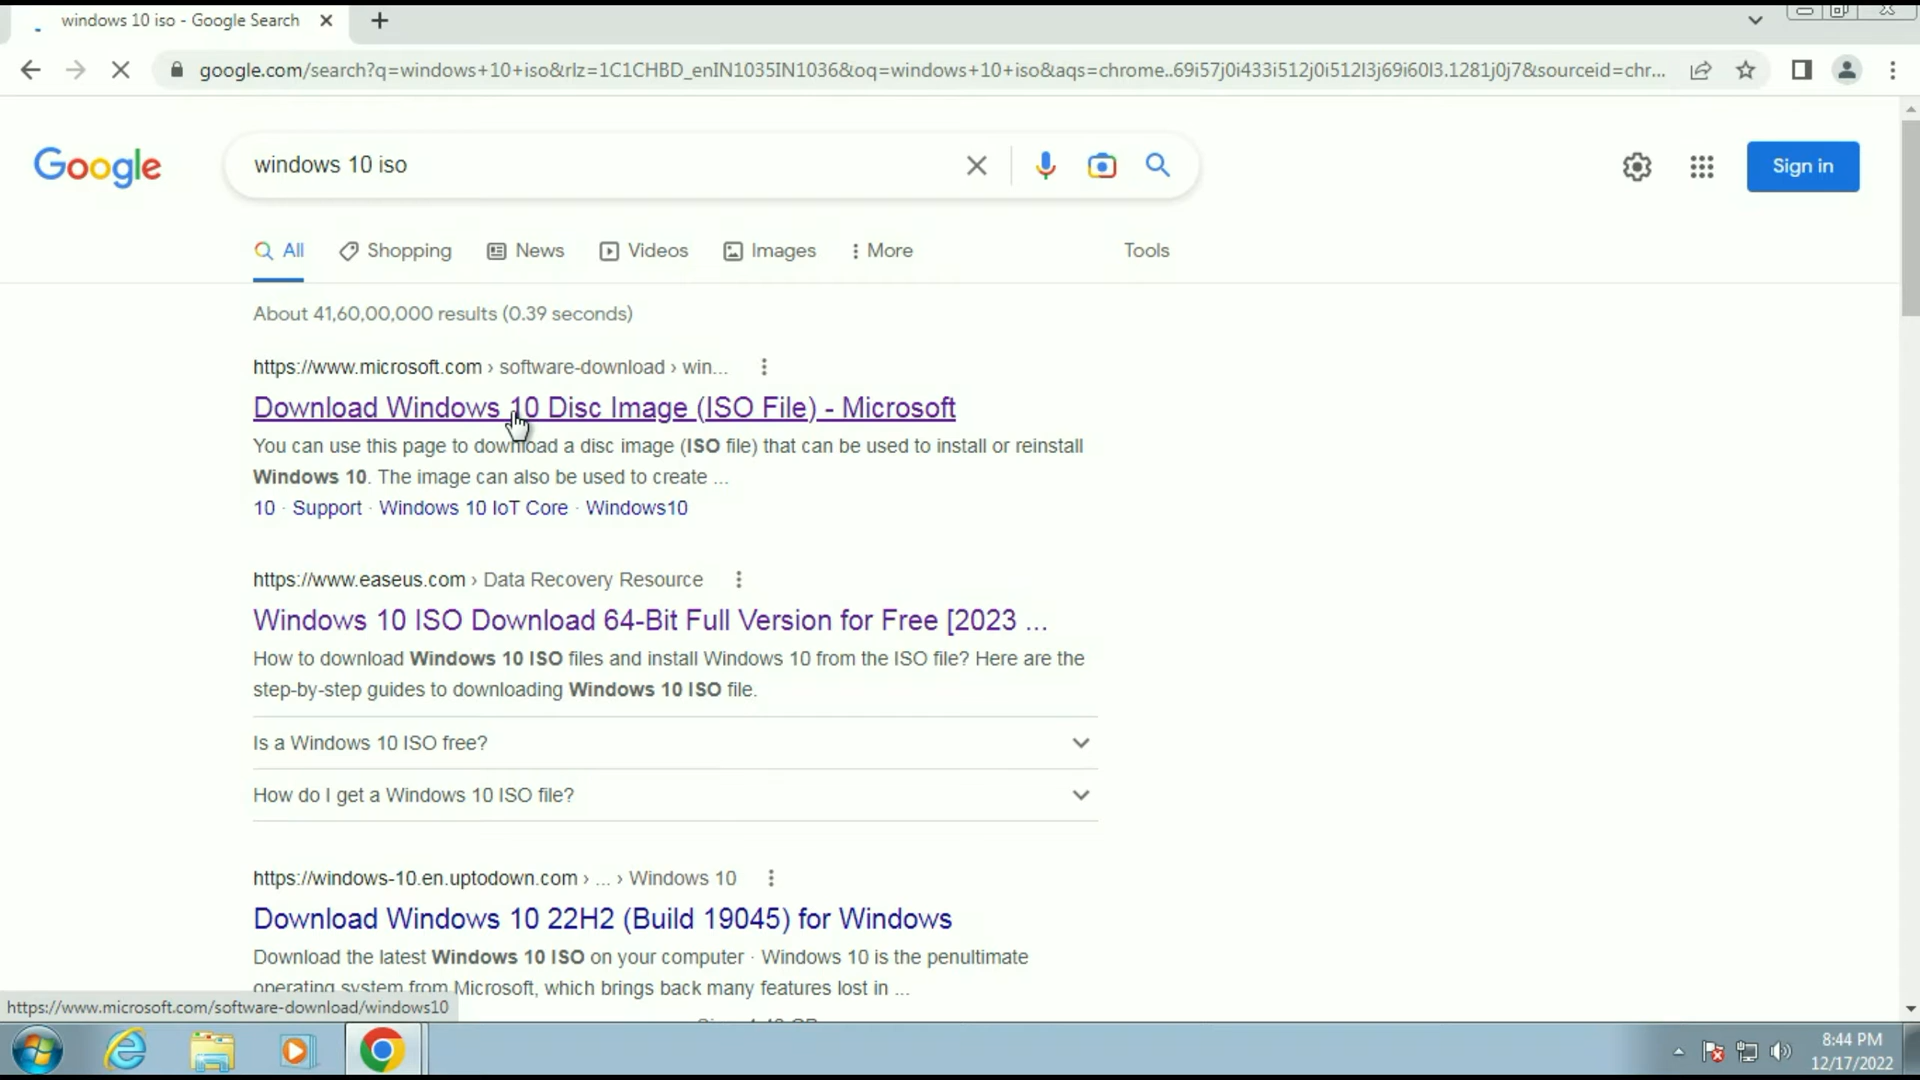 windows 10 iso - Google Search
google.com/search?q=windows+10+iso&rlz=1C1CHBD_enIN1035IN1036&oq=windows+10+iso&aqs=chrome..69i57j0i433i512j0i512l3j69i60l3.1281j0j7&sourceid=chr...
Google
windows 10 iso
Sign in
All
Shopping
News
Videos
Images
More
Tools
About 41,60,00,000 results (0.39 seconds)
https://www.microsoft.com › software-download › win...
Download Windows 10 Disc Image (ISO File) - Microsoft
You can use this page to download a disc image (ISO file) that can be used to install or reinstall
Windows 10. The image can also be used to create ...
10 · Support · Windows 10 IoT Core · Windows10
https://www.easeus.com › Data Recovery Resource
Windows 10 ISO Download 64-Bit Full Version for Free [2023 ...
How to download Windows 10 ISO files and install Windows 10 from the ISO file? Here are the
step-by-step guides to downloading Windows 10 ISO file.
Is a Windows 10 ISO free?
How do I get a Windows 10 ISO file?
https://windows-10.en.uptodown.com › ... › Windows 10
Download Windows 10 22H2 (Build 19045) for Windows
Download the latest Windows 10 ISO on your computer · Windows 10 is the penultimate
operating system from Microsoft, which brings back many features lost in ...
https://www.microsoft.com/software-download/windows10
8:44 PM
12/17/2022